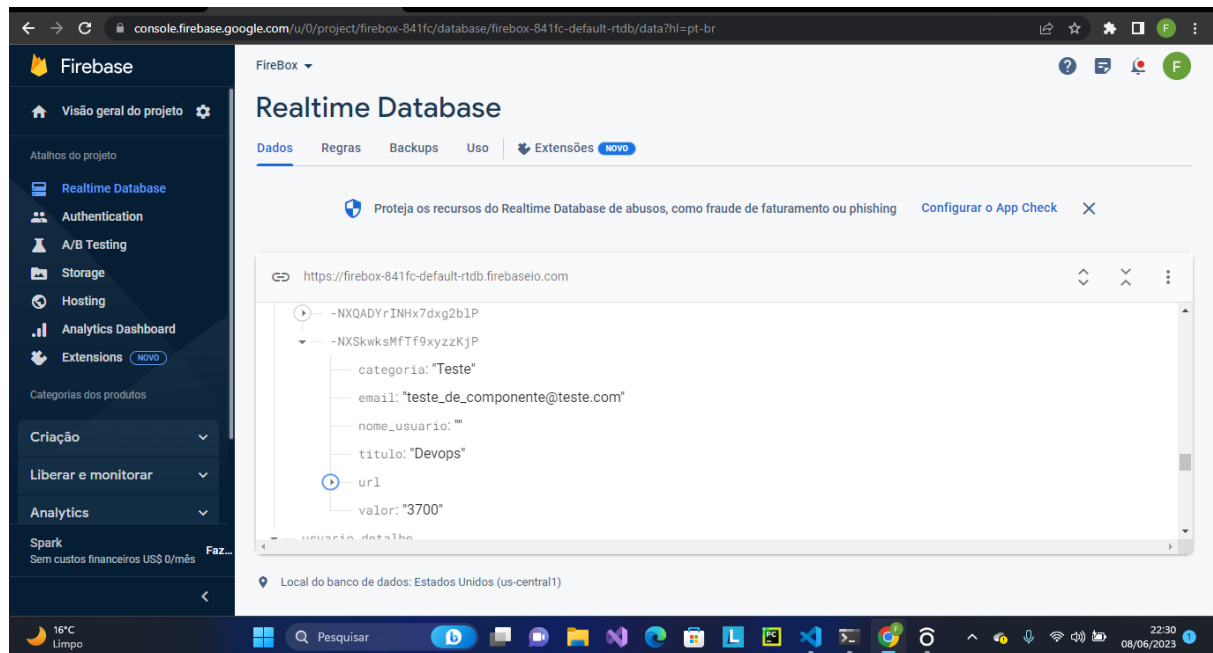 console.firebase.google.com/u/0/project/firebox-841fc/database/firebox-841fc-default-rtdb/data?hl=pt-br
F
Firebase
FireBox
F
Visão geral do projeto
Realtime Database
Dados
Regras
Backups
Uso
Extensões
NOVO
Atalhos do projeto
Realtime Database
Authentication
A/B Testing
Storage
Hosting
Analytics Dashboard
Extensions
NOVO
Categorias dos produtos
Criação
Liberar e monitorar
Analytics
Spark
Sem custos financeiros US$ 0/mês
Faz...
Proteja os recursos do Realtime Database de abusos, como fraude de faturamento ou phishing
Configurar o App Check
https://firebox-841fc-default-rtdb.firebaseio.com
-NXQADYrINHx7dxg2blP
-NXSkwksMfTf9xyzzKjP
categoria: "Teste"
email: "teste_de_componente@teste.com"
nome_usuario: ""
titulo: "Devops"
url
valor: "3700"
usuario_detalhe
Local do banco de dados: Estados Unidos (us-central1)
16°C
Limpo
Pesquisar
22:30
08/06/2023
1